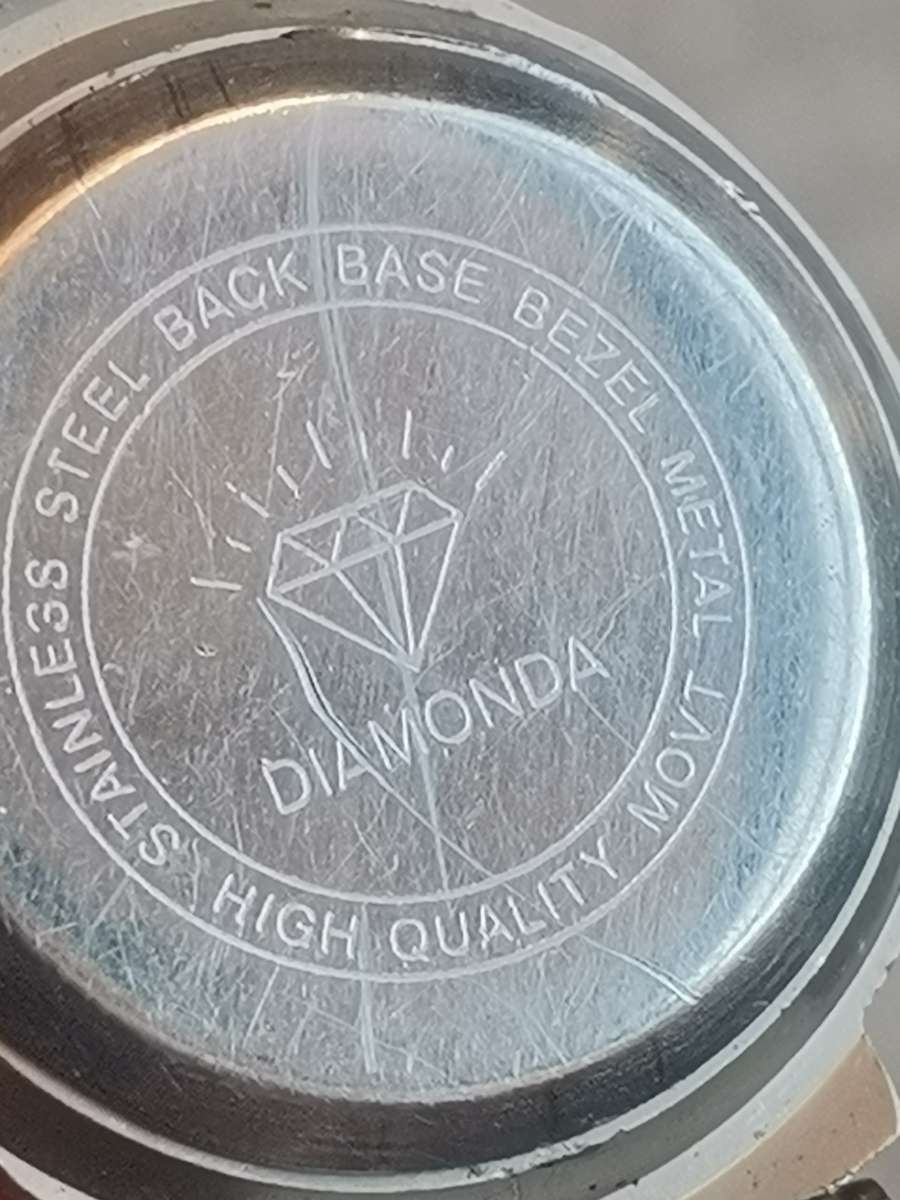 STAINLESS STEEL BACK BASE BEZEL METAL
HIGH QUALITY MOVT
DIAMONDA